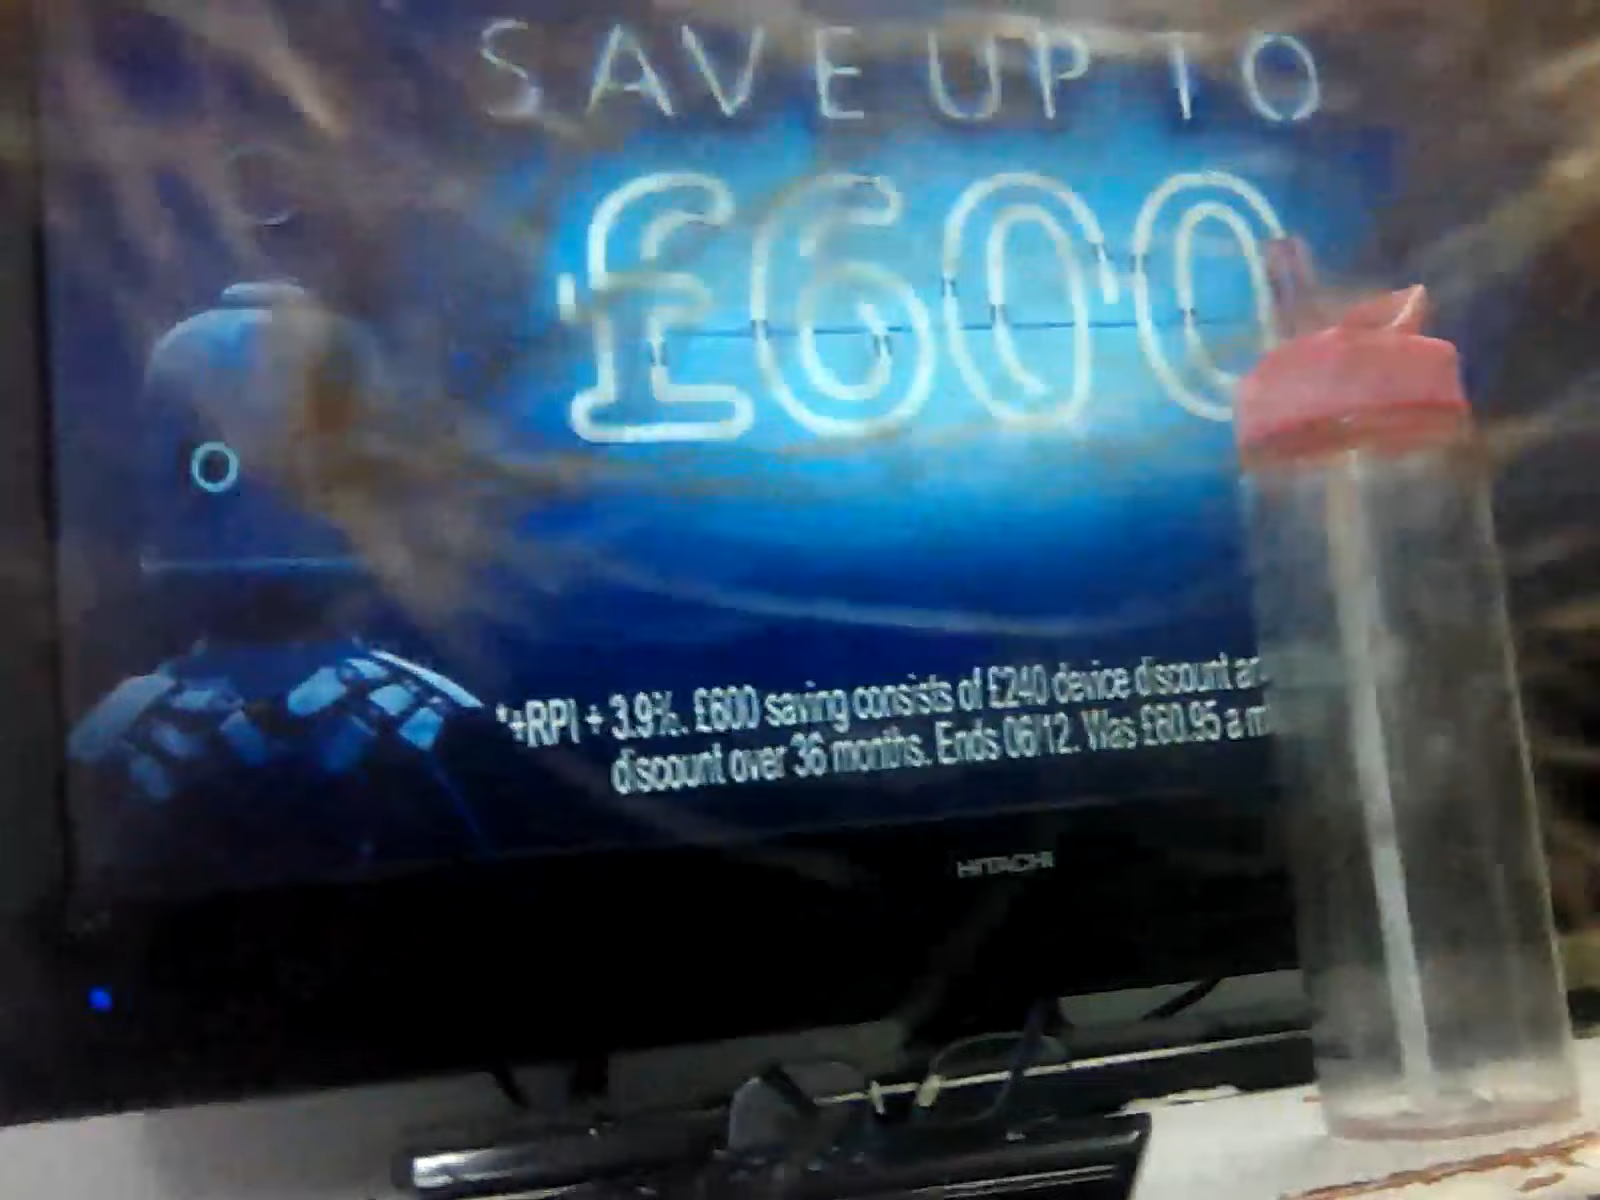 SAVE UP TO
£600
*±RPI + 3.9%. £600 saving consists of £240 device discount
discount over 36 months. Ends 06/12. Was £60.95 a
HITACHI